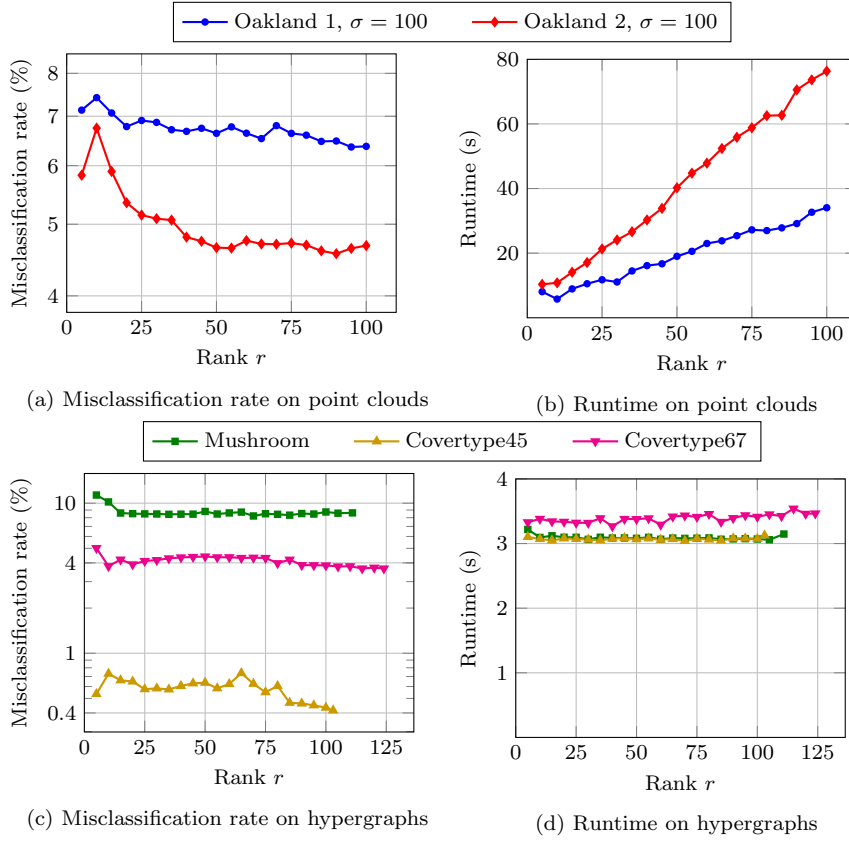 Oakland 1, σ = 100 Oakland 2, σ = 100
Misclassification rate (%)
8
7
6
5
4
0 25 50 75 100
Rank r
(a) Misclassification rate on point clouds
Runtime (s)
80
60
40
20
0 25 50 75 100
Rank r
(b) Runtime on point clouds
Mushroom Covertype45 Covertype67
Misclassification rate (%)
10
4
1
0.4
0 25 50 75 100 125
Rank r
(c) Misclassification rate on hypergraphs
Runtime (s)
4
3
2
1
0 25 50 75 100 125
Rank r
(d) Runtime on hypergraphs